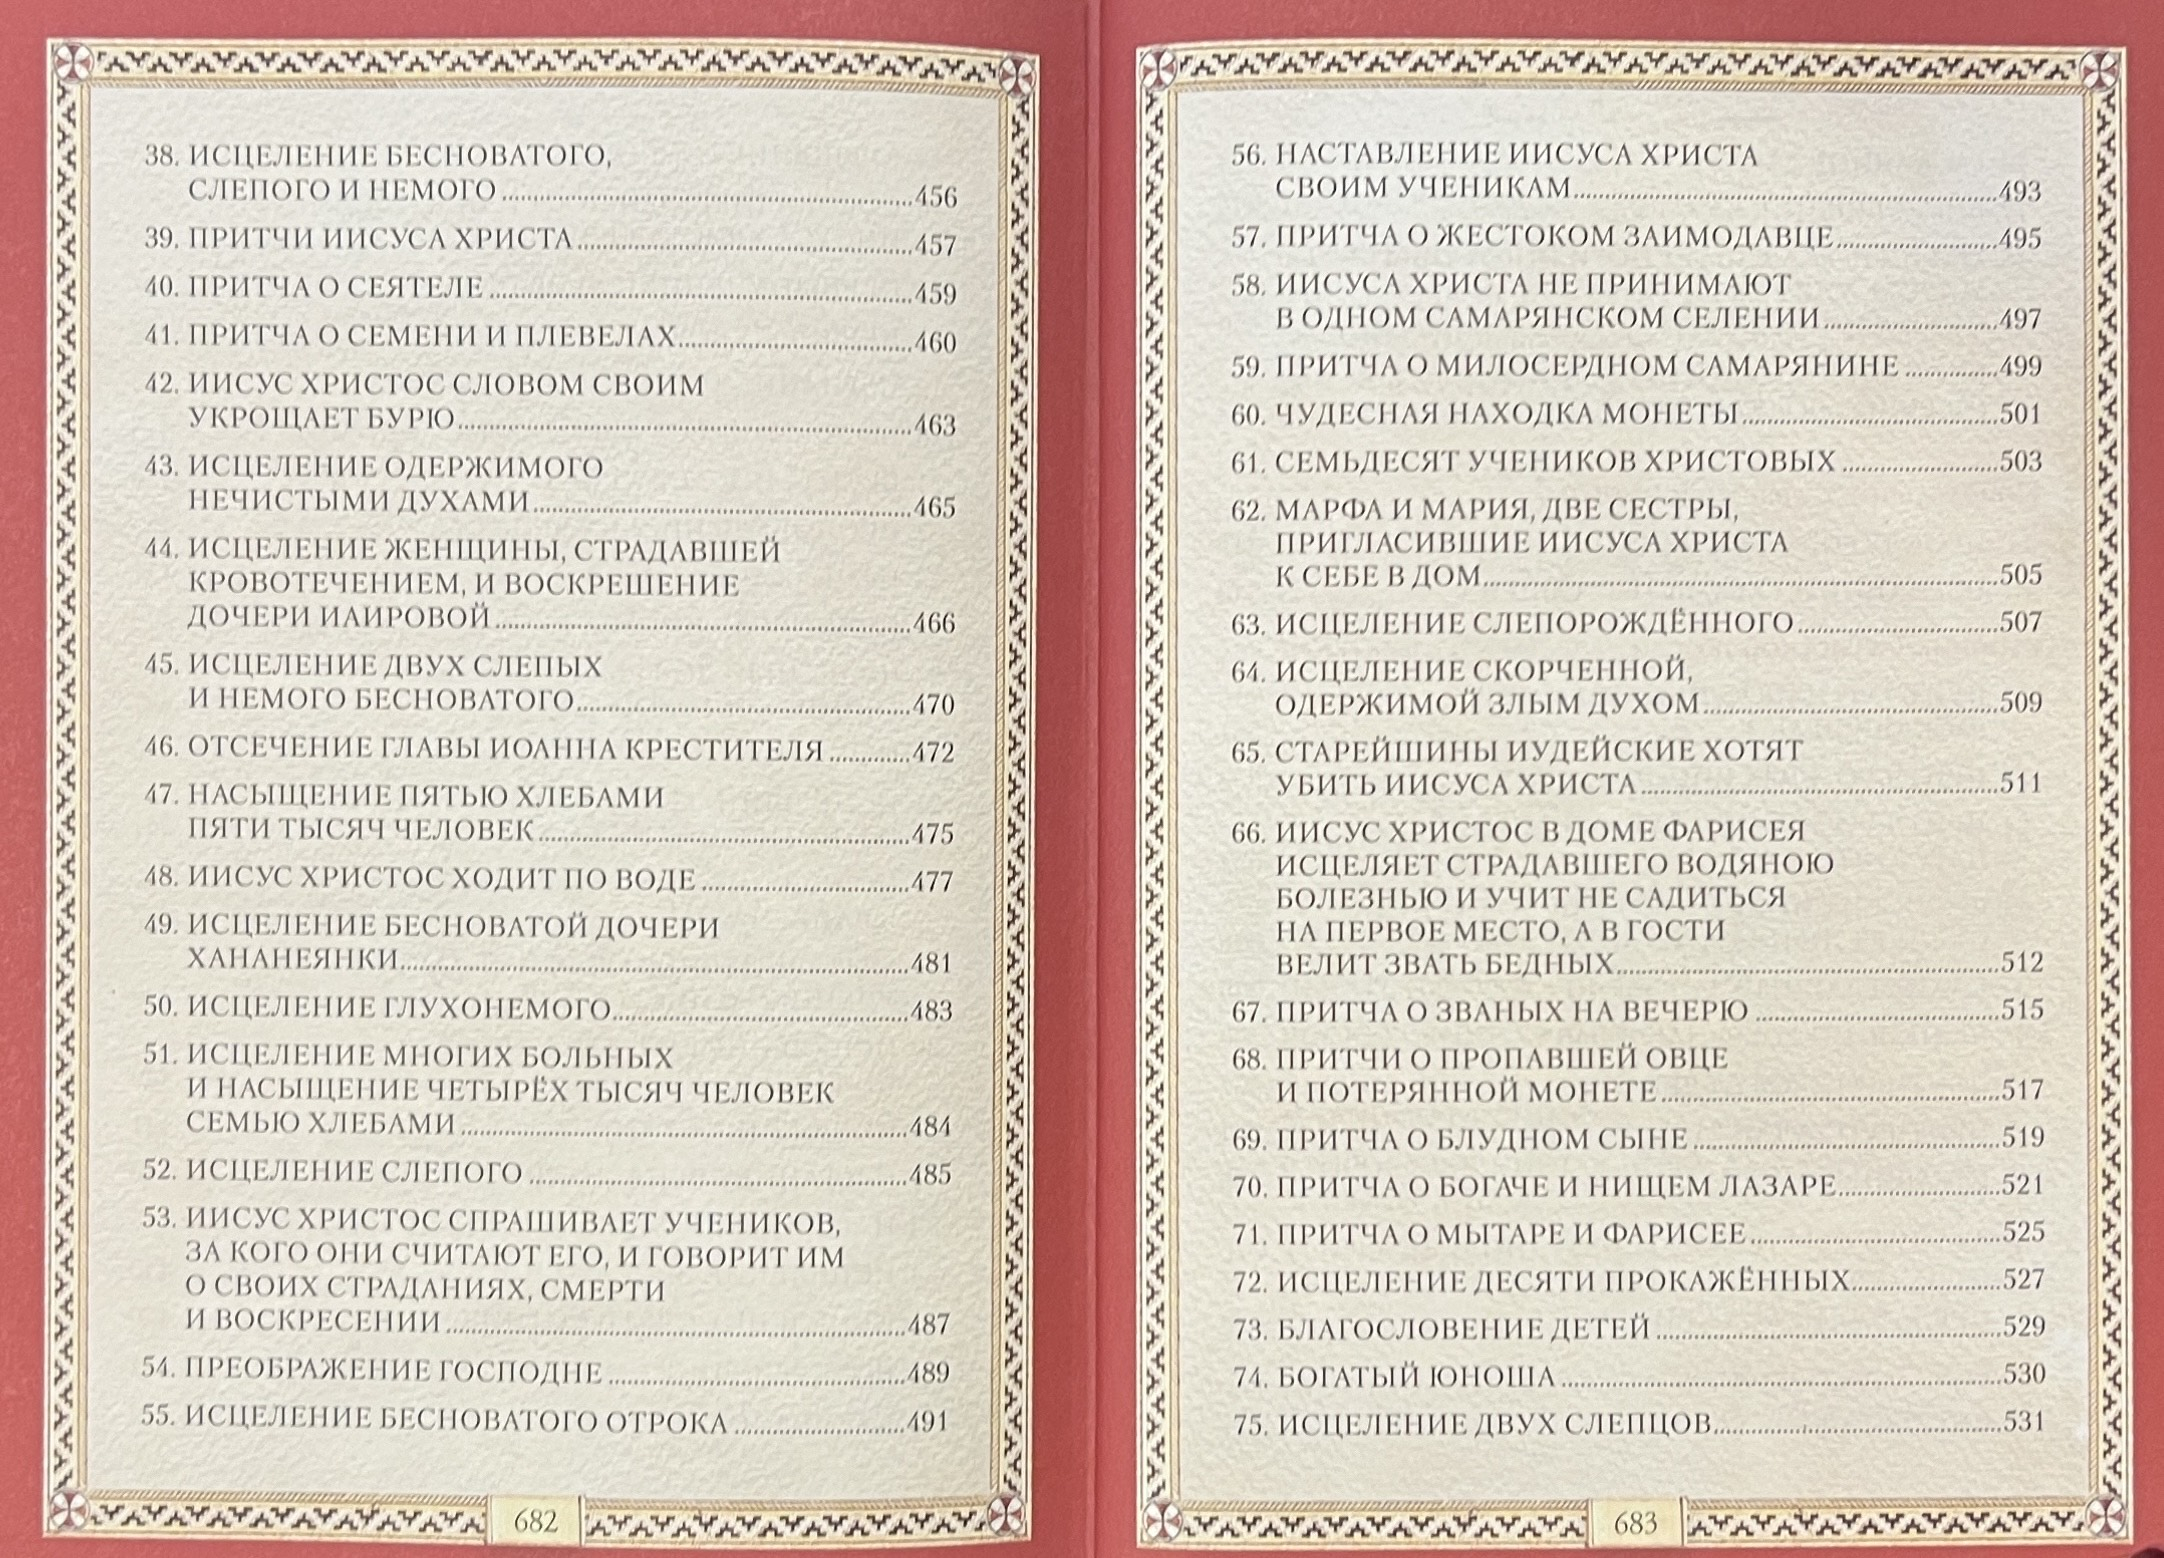 38. ИСЦЕЛЕНИЕ БЕСНОВАТОГО,
СЛЕПОГО И НЕМОГО ........ 456
39. ПРИТЧИ ИИСУСА ХРИСТА ........ 457
40. ПРИТЧА О СЕЯТЕЛЕ ........ 459
41. ПРИТЧА О СЕМЕНИ И ПЛЕВЕЛАХ ........ 460
42. ИИСУС ХРИСТОС СЛОВОМ СВОИМ
УКРОЩАЕТ БУРЮ ........ 463
43. ИСЦЕЛЕНИЕ ОДЕРЖИМОГО
НЕЧИСТЫМИ ДУХАМИ ........ 465
44. ИСЦЕЛЕНИЕ ЖЕНЩИНЫ, СТРАДАВШЕЙ
КРОВОТЕЧЕНИЕМ, И ВОСКРЕШЕНИЕ
ДОЧЕРИ ИАИРОВОЙ ........ 466
45. ИСЦЕЛЕНИЕ ДВУХ СЛЕПЫХ
И НЕМОГО БЕСНОВАТОГО ........ 470
46. ОТСЕЧЕНИЕ ГЛАВЫ ИОАННА КРЕСТИТЕЛЯ ........ 472
47. НАСЫЩЕНИЕ ПЯТЬЮ ХЛЕБАМИ
ПЯТИ ТЫСЯЧ ЧЕЛОВЕК ........ 475
48. ИИСУС ХРИСТОС ХОДИТ ПО ВОДЕ ........ 477
49. ИСЦЕЛЕНИЕ БЕСНОВАТОЙ ДОЧЕРИ
ХАНАНЕЯНКИ ........ 481
50. ИСЦЕЛЕНИЕ ГЛУХОНЕМОГО ........ 483
51. ИСЦЕЛЕНИЕ МНОГИХ БОЛЬНЫХ
И НАСЫЩЕНИЕ ЧЕТЫРЁХ ТЫСЯЧ ЧЕЛОВЕК
СЕМЬЮ ХЛЕБАМИ ........ 484
52. ИСЦЕЛЕНИЕ СЛЕПОГО ........ 485
53. ИИСУС ХРИСТОС СПРАШИВАЕТ УЧЕНИКОВ,
ЗА КОГО ОНИ СЧИТАЮТ ЕГО, И ГОВОРИТ ИМ
О СВОИХ СТРАДАНИЯХ, СМЕРТИ
И ВОСКРЕСЕНИИ ........ 487
54. ПРЕОБРАЖЕНИЕ ГОСПОДНЕ ........ 489
55. ИСЦЕЛЕНИЕ БЕСНОВАТОГО ОТРОКА ........ 491
682
56. НАСТАВЛЕНИЕ ИИСУСА ХРИСТА
СВОИМ УЧЕНИКАМ ........ 493
57. ПРИТЧА О ЖЕСТОКОМ ЗАИМОДАВЦЕ ........ 495
58. ИИСУСА ХРИСТА НЕ ПРИНИМАЮТ
В ОДНОМ САМАРЯНСКОМ СЕЛЕНИИ ........ 497
59. ПРИТЧА О МИЛОСЕРДНОМ САМАРЯНИНЕ ........ 499
60. ЧУДЕСНАЯ НАХОДКА МОНЕТЫ ........ 501
61. СЕМЬДЕСЯТ УЧЕНИКОВ ХРИСТОВЫХ ........ 503
62. МАРФА И МАРИЯ, ДВЕ СЕСТРЫ,
ПРИГЛАСИВШИЕ ИИСУСА ХРИСТА
К СЕБЕ В ДОМ ........ 505
63. ИСЦЕЛЕНИЕ СЛЕПОРОЖДЁННОГО ........ 507
64. ИСЦЕЛЕНИЕ СКОРЧЕННОЙ,
ОДЕРЖИМОЙ ЗЛЫМ ДУХОМ ........ 509
65. СТАРЕЙШИНЫ ИУДЕЙСКИЕ ХОТЯТ
УБИТЬ ИИСУСА ХРИСТА ........ 511
66. ИИСУС ХРИСТОС В ДОМЕ ФАРИСЕЯ
ИСЦЕЛЯЕТ СТРАДАВШЕГО ВОДЯНОЮ
БОЛЕЗНЬЮ И УЧИТ НЕ САДИТЬСЯ
НА ПЕРВОЕ МЕСТО, А В ГОСТИ
ВЕЛИТ ЗВАТЬ БЕДНЫХ ........ 512
67. ПРИТЧА О ЗВАНЫХ НА ВЕЧЕРЮ ........ 515
68. ПРИТЧИ О ПРОПАВШЕЙ ОВЦЕ
И ПОТЕРЯННОЙ МОНЕТЕ ........ 517
69. ПРИТЧА О БЛУДНОМ СЫНЕ ........ 519
70. ПРИТЧА О БОГАЧЕ И НИЩЕМ ЛАЗАРЕ ........ 521
71. ПРИТЧА О МЫТАРЕ И ФАРИСЕЕ ........ 525
72. ИСЦЕЛЕНИЕ ДЕСЯТИ ПРОКАЖЁННЫХ ........ 527
73. БЛАГОСЛОВЕНИЕ ДЕТЕЙ ........ 529
74. БОГАТЫЙ ЮНОША ........ 530
75. ИСЦЕЛЕНИЕ ДВУХ СЛЕПЦОВ ........ 531
683